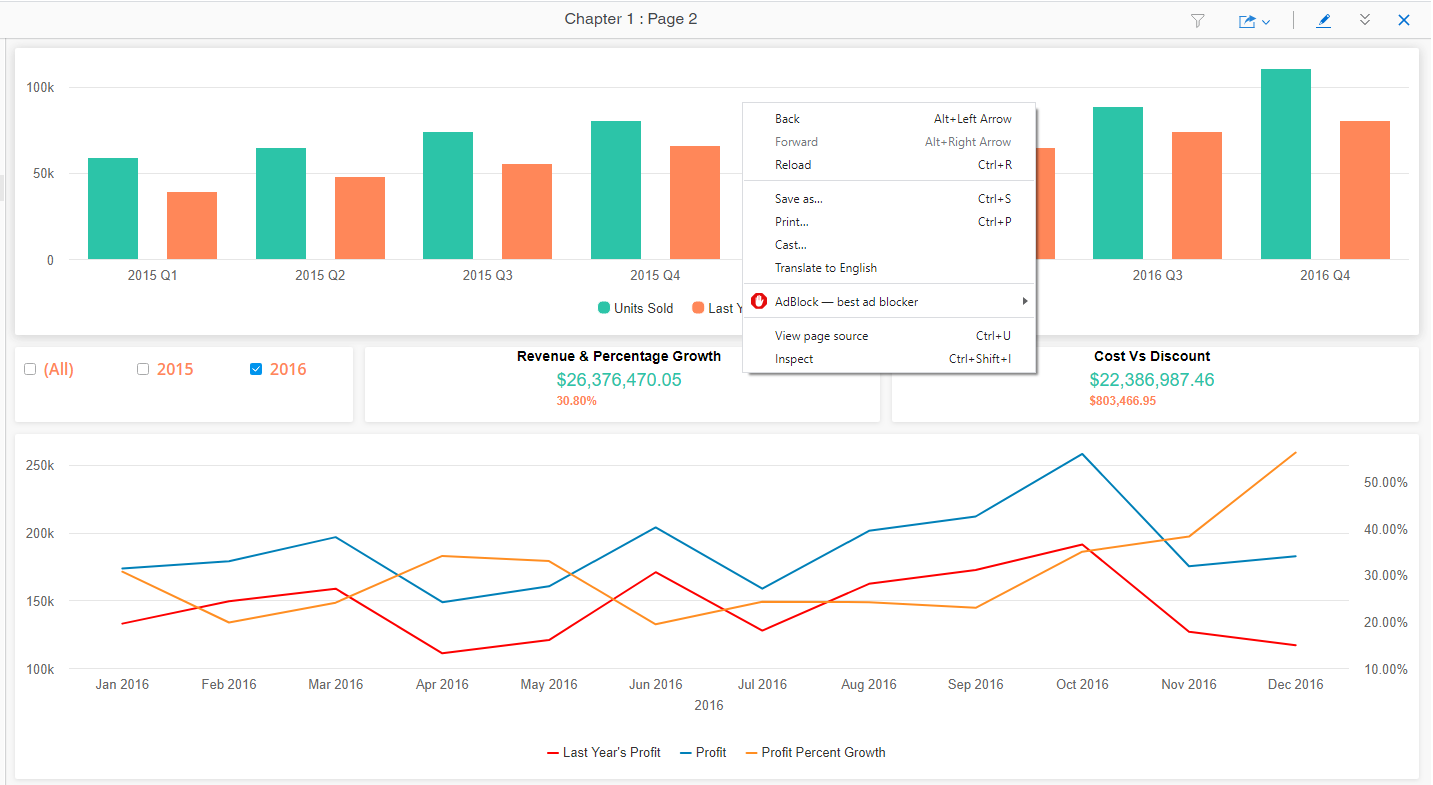 Chapter 1 : Page 2
100k
50k
0
2015 Q1 2015 Q2 2015 Q3 2015 Q4 2016 Q3 2016 Q4
Units Sold Last Y
Back Alt+Left Arrow
Forward Alt+Right Arrow
Reload Ctrl+R
Save as... Ctrl+S
Print... Ctrl+P
Cast...
Translate to English
AdBlock — best ad blocker
View page source Ctrl+U
Inspect Ctrl+Shift+I
(All) 2015 2016
Revenue & Percentage Growth
$26,376,470.05
30.80%
Cost Vs Discount
$22,386,987.46
$803,466.95
250k
200k
150k
100k
50.00%
40.00%
30.00%
20.00%
10.00%
Jan 2016 Feb 2016 Mar 2016 Apr 2016 May 2016 Jun 2016 Jul 2016 Aug 2016 Sep 2016 Oct 2016 Nov 2016 Dec 2016
2016
Last Year's Profit Profit Profit Percent Growth